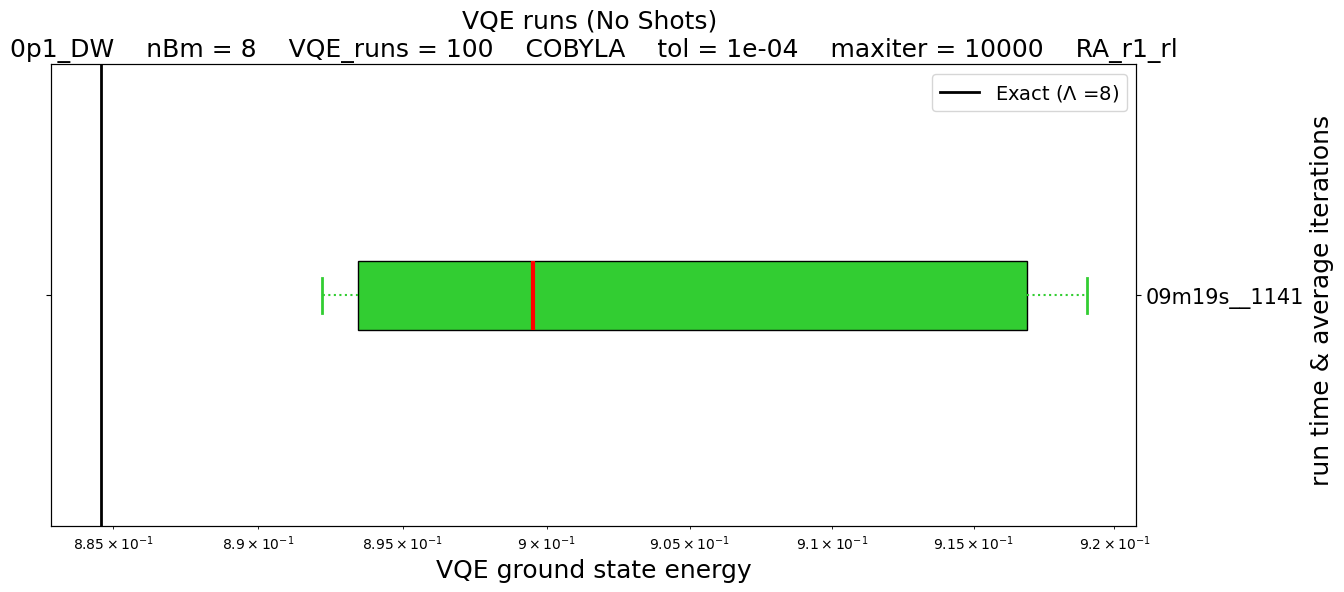 VQE runs (No Shots)
0p1_DW nBm = 8 VQE_runs = 100 COBYLA tol = 1e-04 maxiter = 10000 RA_r1_rl
Exact (Λ =8)
09m19s__1141
run time & average iterations
8.85 × 10⁻¹ 8.9 × 10⁻¹ 8.95 × 10⁻¹ 9 × 10⁻¹ 9.05 × 10⁻¹ 9.1 × 10⁻¹ 9.15 × 10⁻¹ 9.2 × 10⁻¹
VQE ground state energy